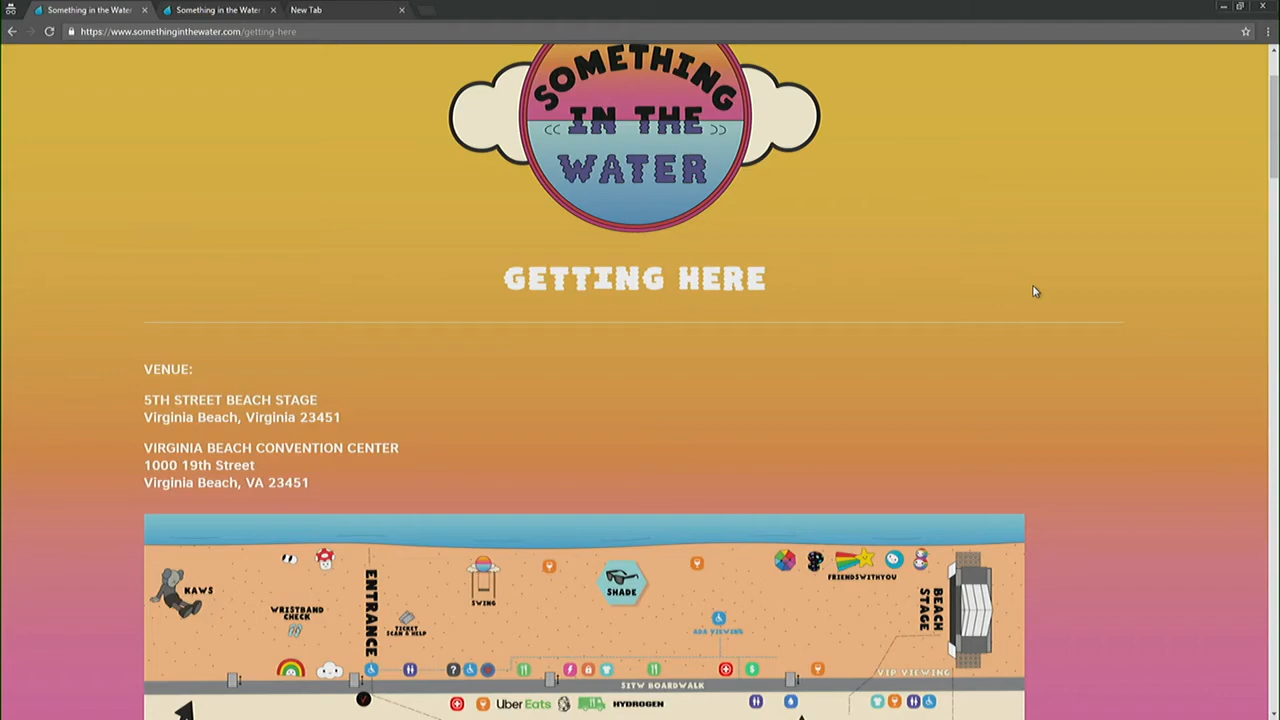 Something in the Water
Something in the Water
New Tab
https://www.somethinginthewater.com/getting-here
SOMETHING
IN THE
WATER
GETTING HERE
VENUE:
5TH STREET BEACH STAGE
Virginia Beach, Virginia 23451
VIRGINIA BEACH CONVENTION CENTER
1000 19th Street
Virginia Beach, VA 23451
KAWS
WRISTBAND
CHECK
ENTRANCE
TICKET
SCAN & HELP
SWING
SHADE
ADA VIEWING
FRIENDSWITHYOU
BEACH
STAGE
VIP VIEWING
SITW BOARDWALK
Uber Eats
HYDROGEN